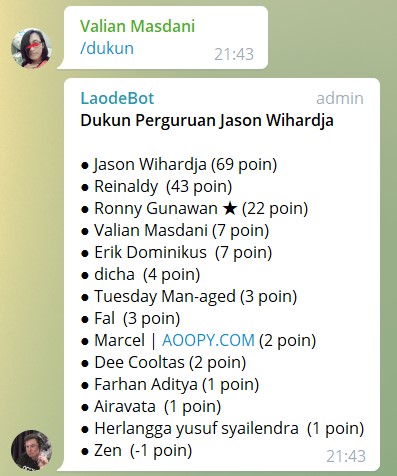 Valian Masdani
/dukun
21:43
LaodeBot admin
Dukun Perguruan Jason Wihardja
● Jason Wihardja (69 poin)
● Reinaldy (43 poin)
● Ronny Gunawan ★ (22 poin)
● Valian Masdani (7 poin)
● Erik Dominikus (7 poin)
● dicha (4 poin)
● Tuesday Man-aged (3 poin)
● Fal (3 poin)
● Marcel | AOOPY.COM (2 poin)
● Dee Cooltas (2 poin)
● Farhan Aditya (1 poin)
● Airavata (1 poin)
● Herlangga yusuf syailendra (1 poin)
● Zen (-1 poin)
21:43